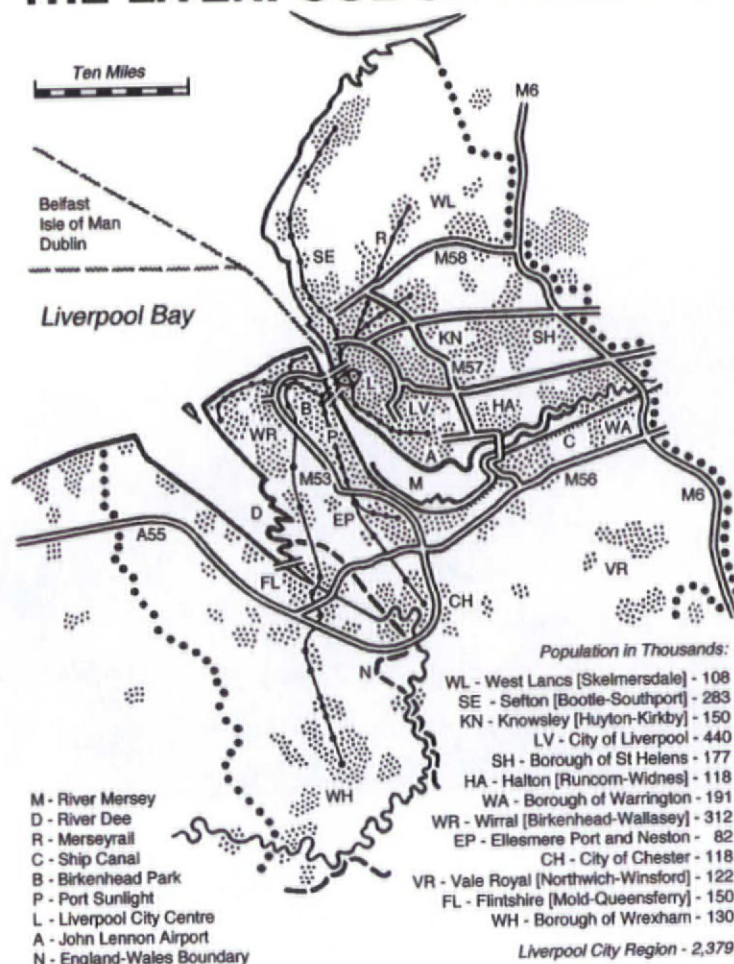 Ten Miles
M6
Belfast
Isle of Man
Dublin
WL
R
SE
M58
Liverpool Bay
KN
SH
M57
L
B
LV
HA
WR
P
A
C
WA
M
M53
M56
M6
D
EP
A55
VR
FL
CH
N
WH
Population in Thousands:
WL - West Lancs [Skelmersdale] - 108
SE - Sefton [Bootle-Southport] - 283
KN - Knowsley [Huyton-Kirkby] - 150
LV - City of Liverpool - 440
SH - Borough of St Helens - 177
HA - Halton [Runcorn-Widnes] - 118
WA - Borough of Warrington - 191
WR - Wirral [Birkenhead-Wallasey] - 312
EP - Ellesmere Port and Neston - 82
CH - City of Chester - 118
VR - Vale Royal [Northwich-Winsford] - 122
FL - Flintshire [Mold-Queensferry] - 150
WH - Borough of Wrexham - 130
Liverpool City Region - 2,379
M - River Mersey
D - River Dee
R - Merseyrail
C - Ship Canal
B - Birkenhead Park
P - Port Sunlight
L - Liverpool City Centre
A - John Lennon Airport
N - England-Wales Boundary